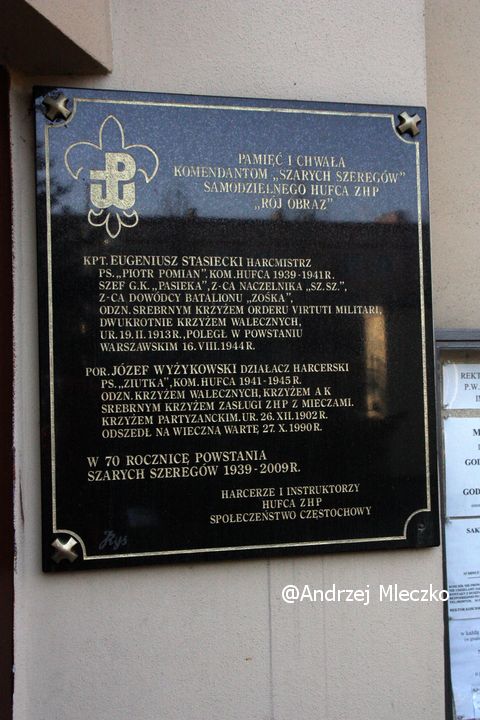 PAMIĘĆ I CHWAŁA
KOMENDANTOM „SZARYCH SZEREGÓW”
SAMODZIELNEGO HUFCA ZHP
„RÓJ OBRAZ”
KPT. EUGENIUSZ STASIECKI HARCMISTRZ
PS. „PIOTR POMIAN”. KOM. HUFCA 1939-1941 R.
SZEF G.K. „PASIEKA”, Z-CA NACZELNIKA „SZ.SZ.”,
Z-CA DOWÓDCY BATALIONU „ZOŚKA”,
ODZN. SREBRNYM KRZYŻEM ORDERU VIRTUTI MILITARI,
DWUKROTNIE KRZYŻEM WALECZNYCH,
UR. 19.II.1913 R., POLEGŁ W POWSTANIU
WARSZAWSKIM 16.VIII.1944 R.
POR. JÓZEF WYŻYKOWSKI DZIAŁACZ HARCERSKI
PS. „ZIUTKA”, KOM. HUFCA 1941-1945 R.
ODZN. KRZYŻEM WALECZNYCH, KRZYŻEM A K
SREBRNYM KRZYŻEM ZASŁUGI ZHP Z MIECZAMI.
KRZYŻEM PARTYZANCKIM. UR. 26.XII.1902 R.
ODSZEDŁ NA WIECZNĄ WARTĘ 27.X.1990 R.
W 70 ROCZNICĘ POWSTANIA
SZARYCH SZEREGÓW 1939-2009 R.
HARCERZE I INSTRUKTORZY
HUFCA ZHP
SPOŁECZEŃSTWO CZĘSTOCHOWY
@Andrzej Mleczko